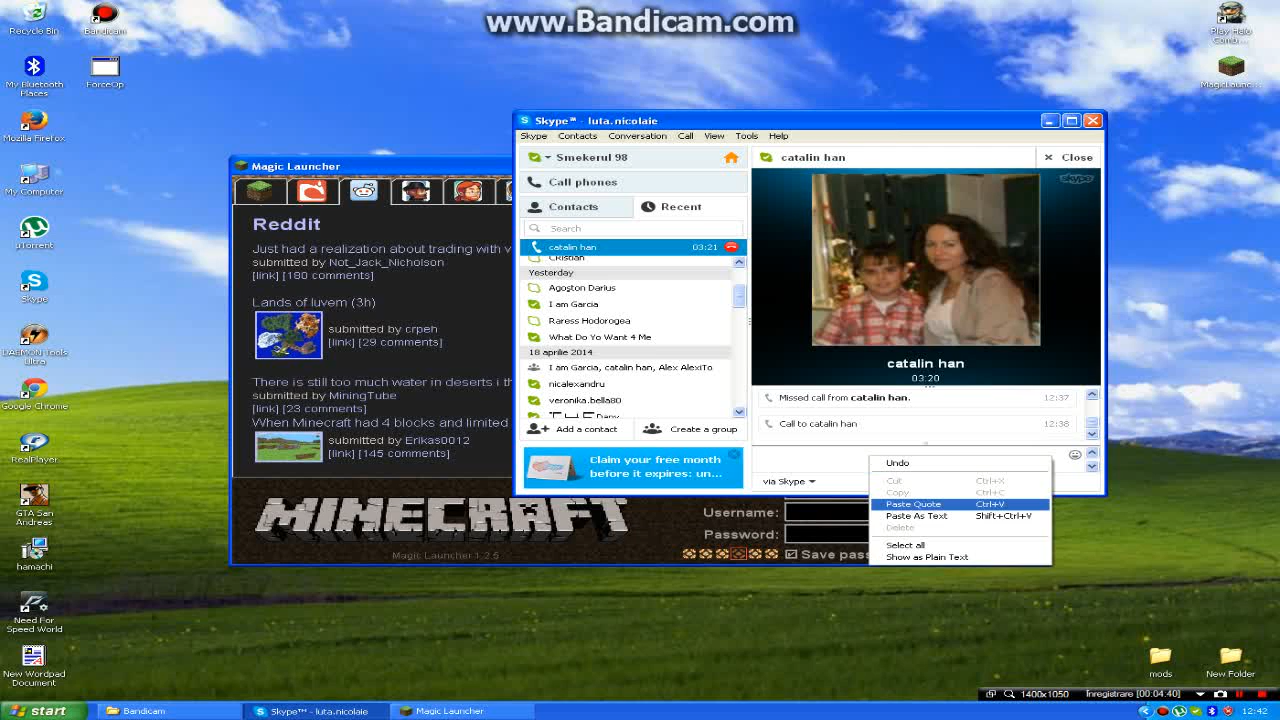 www.Bandicam.com
Recycle Bin
Bandicam
My Bluetooth Places
ForceOp
Mozilla Firefox
My Computer
µTorrent
Skype
DAEMON Tools Ultra
Google Chrome
RealPlayer
GTA San Andreas
hamachi
Need For Speed World
New Wordpad Document
Play Halo Comb...
MagicLaunc...
mods
New Folder
Magic Launcher
Reddit
Just had a realization about trading with v
submitted by Not_Jack_Nicholson
[link] [180 comments]
Lands of luvem (3h)
submitted by crpeh
[link] [29 comments]
There is still too much water in deserts i th
submitted by MiningTube
[link] [23 comments]
When Minecraft had 4 blocks and limited
submitted by Erikas0012
[link] [145 comments]
MINECRAFT
Magic Launcher 1.2.5
Username:
Password:
Save pass
Skype™ - luta.nicolaie
Skype Contacts Conversation Call View Tools Help
Smekerul 98
Call phones
Contacts Recent
Search
catalin han 03:21
Cristian
Yesterday
Agoston Darius
I am Garcia
Raress Hodorogea
What Do Yo Want 4 Me
18 aprilie 2014
I am Garcia, catalin han, Alex AlexiTo
nicalexandru
veronika.bella80
Add a contact Create a group
Claim your free month
before it expires: un...
catalin han
Close
skype
catalin han
03:20
Missed call from catalin han. 12:37
Call to catalin han 12:38
via Skype
Undo
Cut Ctrl+X
Copy Ctrl+C
Paste Quote Ctrl+V
Paste As Text Shift+Ctrl+V
Delete
Select all
Show as Plain Text
1400x1050 Înregistrare [00:04:40]
start
Bandicam
Skype™ - luta.nicolaie
Magic Launcher
12:42